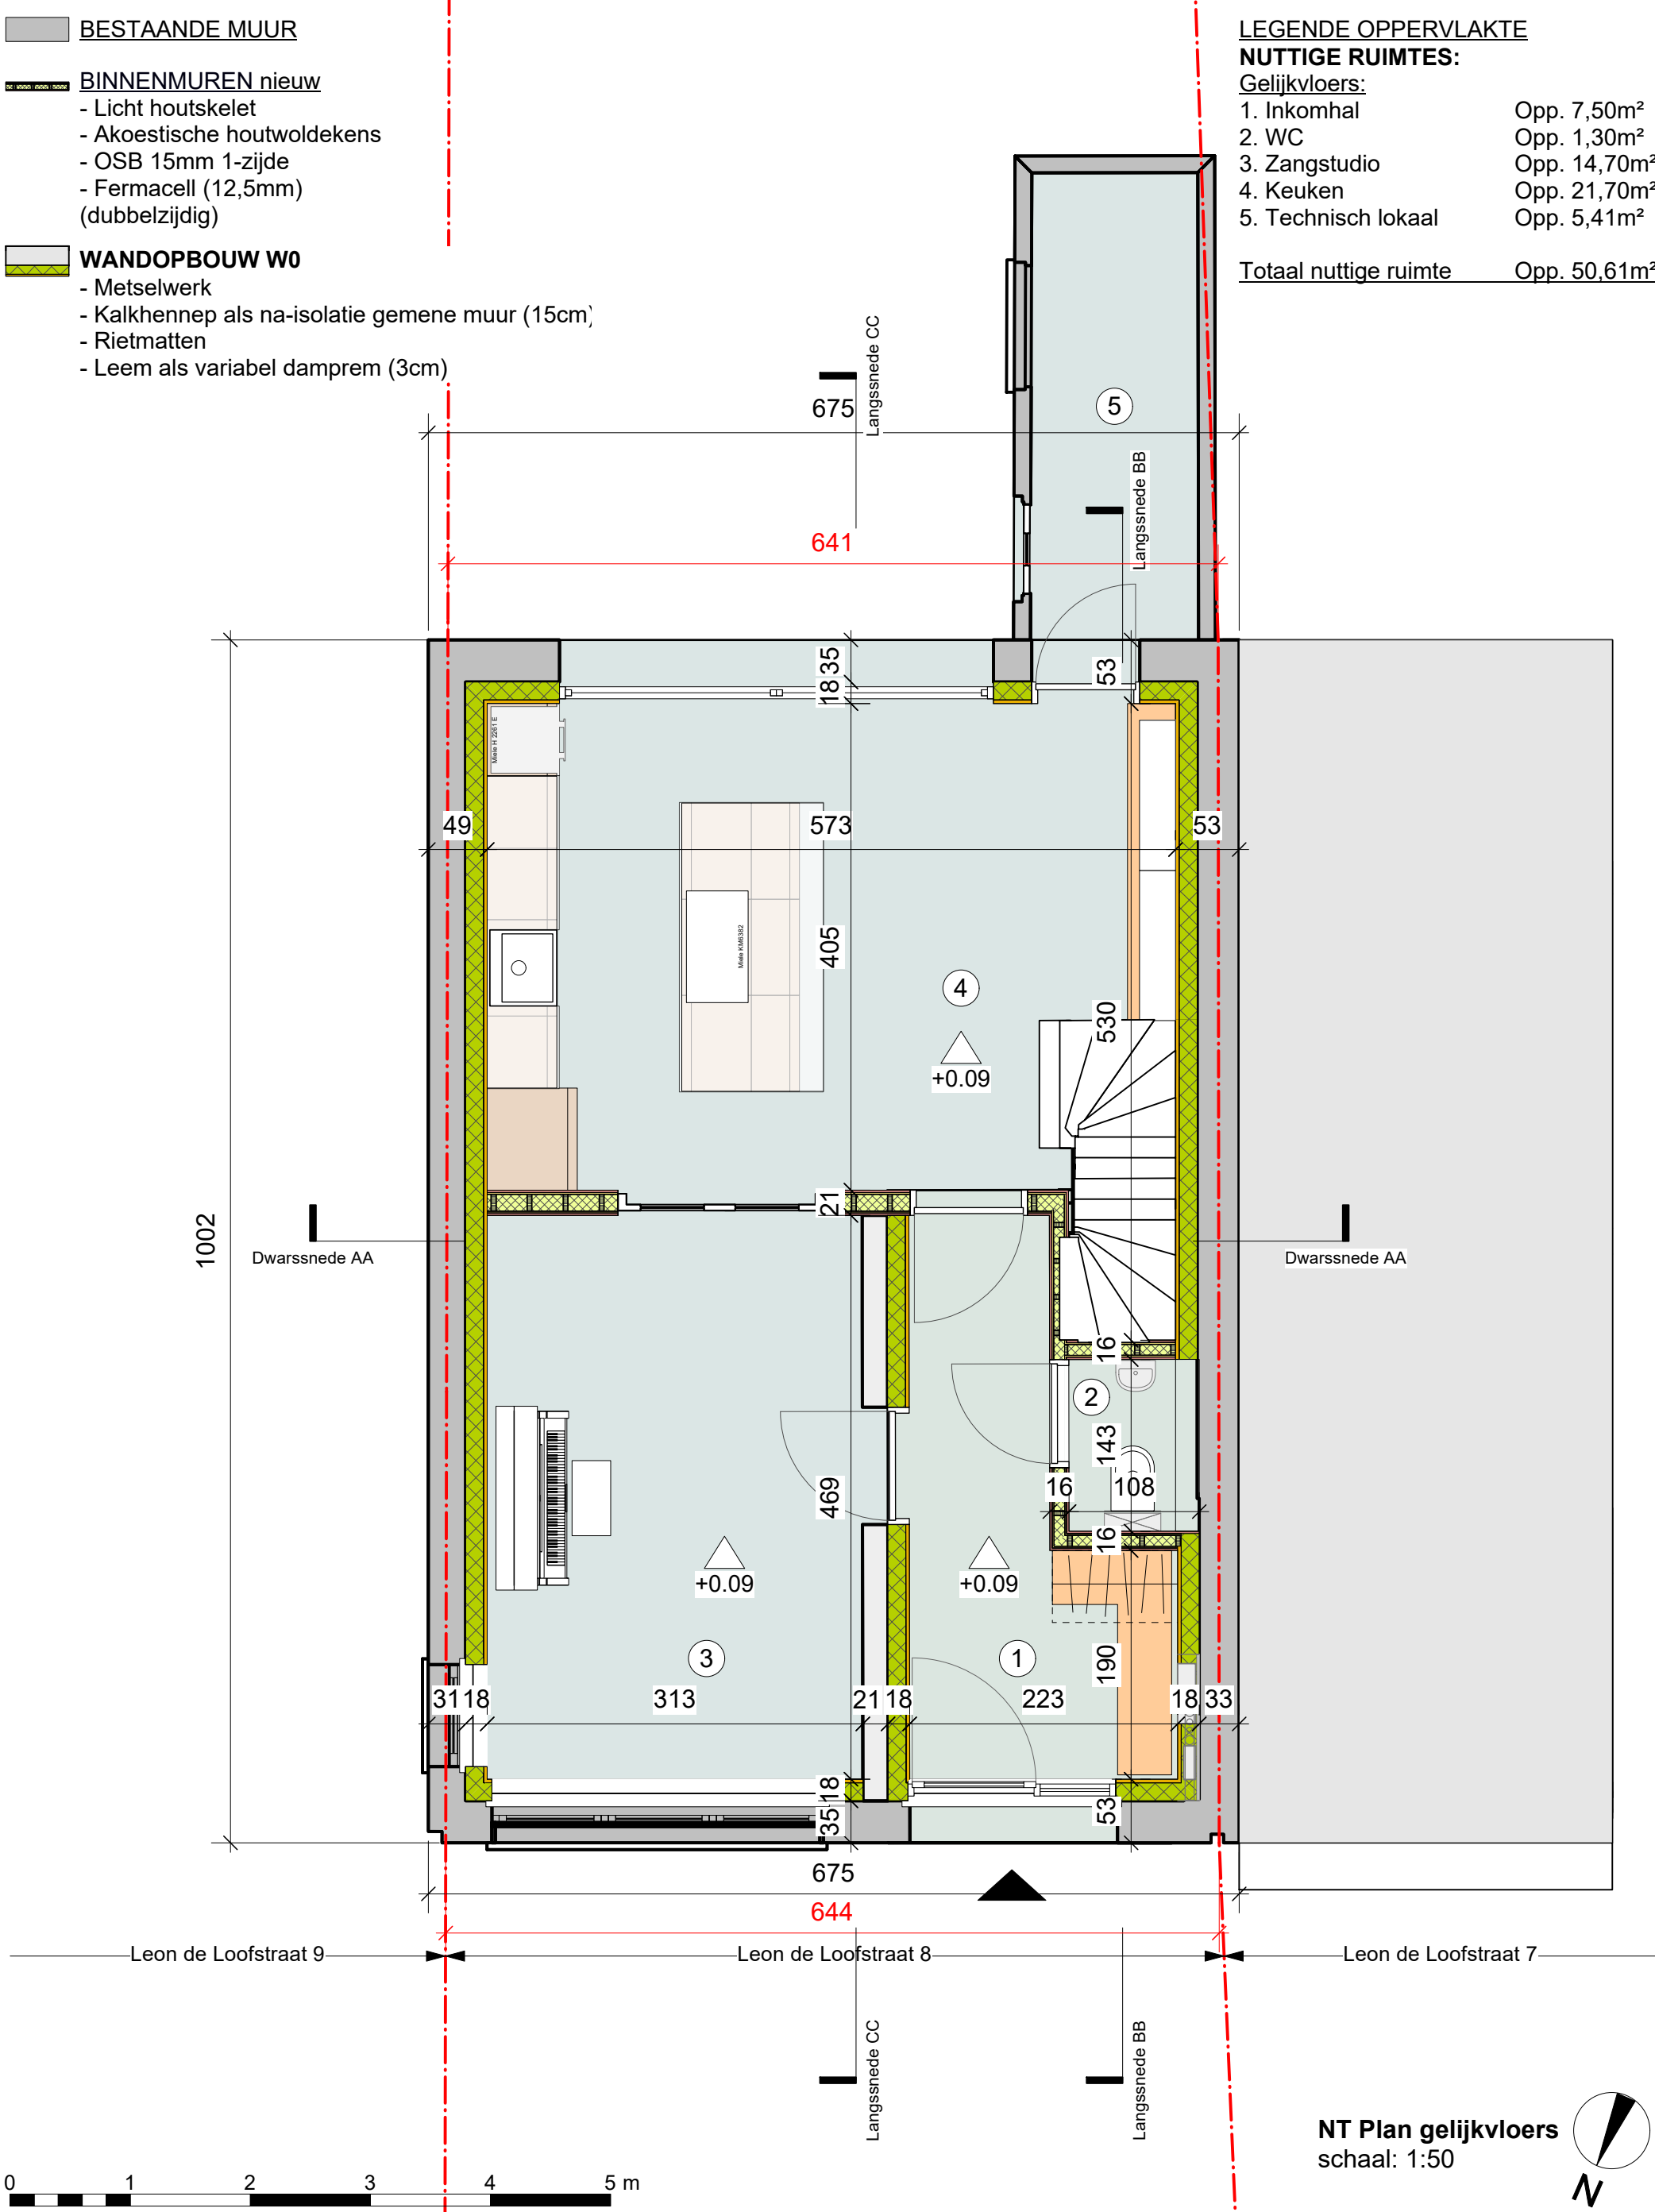 BESTAANDE MUUR
BINNENMUREN nieuw
- Licht houtskelet
- Akoestische houtwoldekens
- OSB 15mm 1-zijde
- Fermacell (12,5mm)
(dubbelzijdig)
WANDOPBOUW W0
- Metselwerk
- Kalkhennep als na-isolatie gemene muur (15cm)
- Rietmatten
- Leem als variabel damprem (3cm)
LEGENDE OPPERVLAKTE
NUTTIGE RUIMTES:
Gelijkvloers:
1. Inkomhal Opp. 7,50m²
2. WC Opp. 1,30m²
3. Zangstudio Opp. 14,70m²
4. Keuken Opp. 21,70m²
5. Technisch lokaal Opp. 5,41m²
Totaal nuttige ruimte Opp. 50,61m²
Langssnede CC
675
5
Langssnede BB
641
35
18
53
Miele H 2261 E
49
573
53
405
Miele KM6382
4
530
+0.09
21
1002
Dwarssnede AA
Dwarssnede AA
16
2
143
16
108
469
16
+0.09
+0.09
3
1
190
31
18
313
21
18
223
18
33
18
35
53
675
644
Leon de Loofstraat 9
Leon de Loofstraat 8
Leon de Loofstraat 7
Langssnede CC
Langssnede BB
NT Plan gelijkvloers
schaal: 1:50
N
0 1 2 3 4 5 m